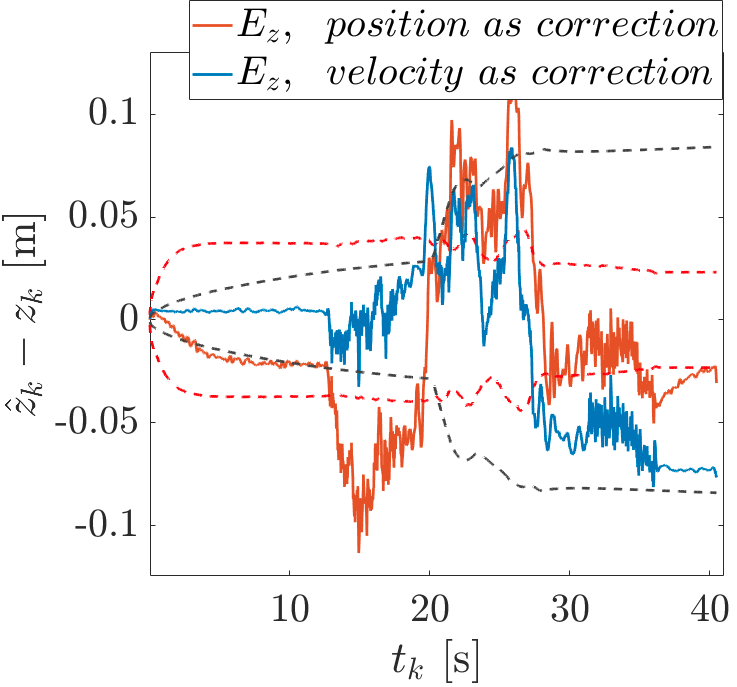 E_z, position as correction
E_z, velocity as correction
0.1
0.05
0
-0.05
-0.1
ẑ_k − z_k [m]
10 20 30 40
t_k [s]